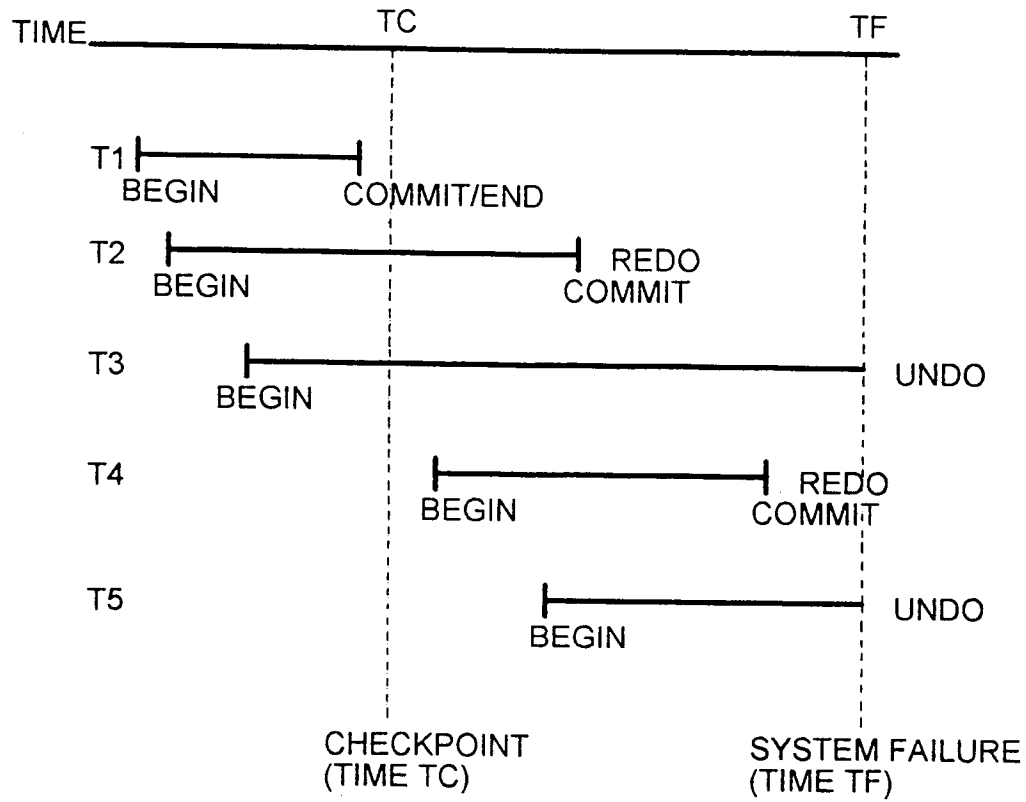 TIME TC TF
T1
BEGIN COMMIT/END
T2 REDO
BEGIN COMMIT
T3 UNDO
BEGIN
T4 REDO
BEGIN COMMIT
T5 UNDO
BEGIN
CHECKPOINT
(TIME TC)
SYSTEM FAILURE
(TIME TF)